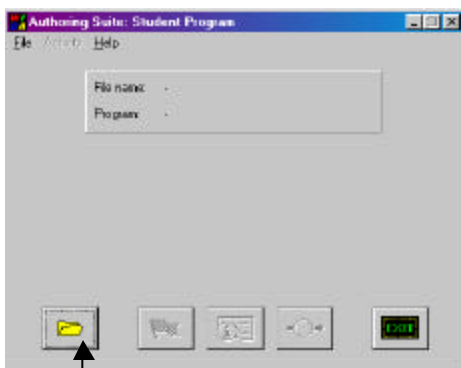 Authoring Suite: Student Program
File Activity Help
File name: -
Program: -
EXIT